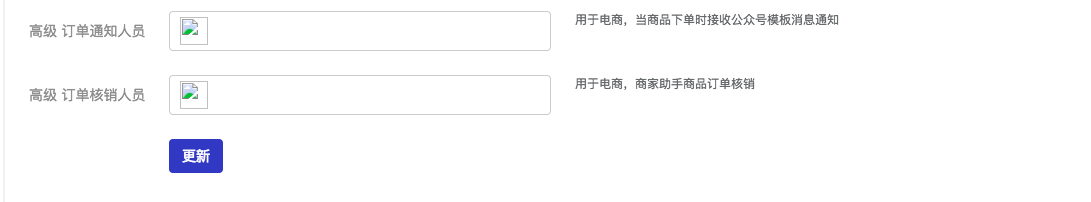 高级 订单通知人员
用于电商，当商品下单时接收公众号模板消息通知
高级 订单核销人员
用于电商，商家助手商品订单核销
更新